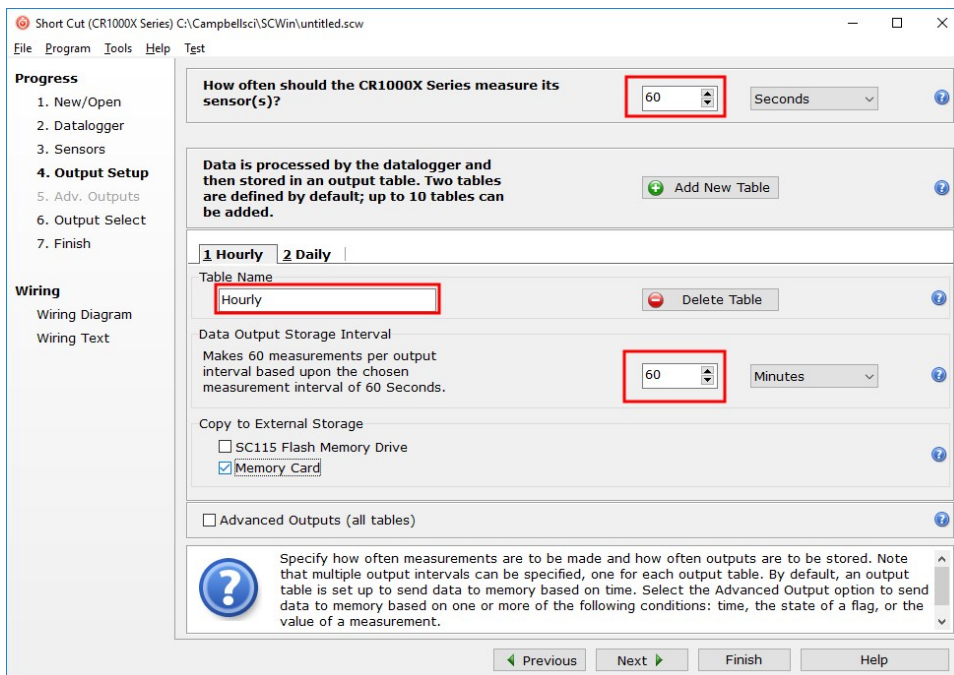 Short Cut (CR1000X Series) C:\Campbellsci\SCWin\untitled.scw
File Program Tools Help Test
Progress
1. New/Open
2. Datalogger
3. Sensors
4. Output Setup
5. Adv. Outputs
6. Output Select
7. Finish
Wiring
Wiring Diagram
Wiring Text
How often should the CR1000X Series measure its
sensor(s)?
60
Seconds
Data is processed by the datalogger and
then stored in an output table. Two tables
are defined by default; up to 10 tables can
be added.
Add New Table
1 Hourly 2 Daily
Table Name
Hourly
Delete Table
Data Output Storage Interval
Makes 60 measurements per output
interval based upon the chosen
measurement interval of 60 Seconds.
60
Minutes
Copy to External Storage
SC115 Flash Memory Drive
Memory Card
Advanced Outputs (all tables)
Specify how often measurements are to be made and how often outputs are to be stored. Note
that multiple output intervals can be specified, one for each output table. By default, an output
table is set up to send data to memory based on time. Select the Advanced Output option to send
data to memory based on one or more of the following conditions: time, the state of a flag, or the
value of a measurement.
Previous Next Finish Help